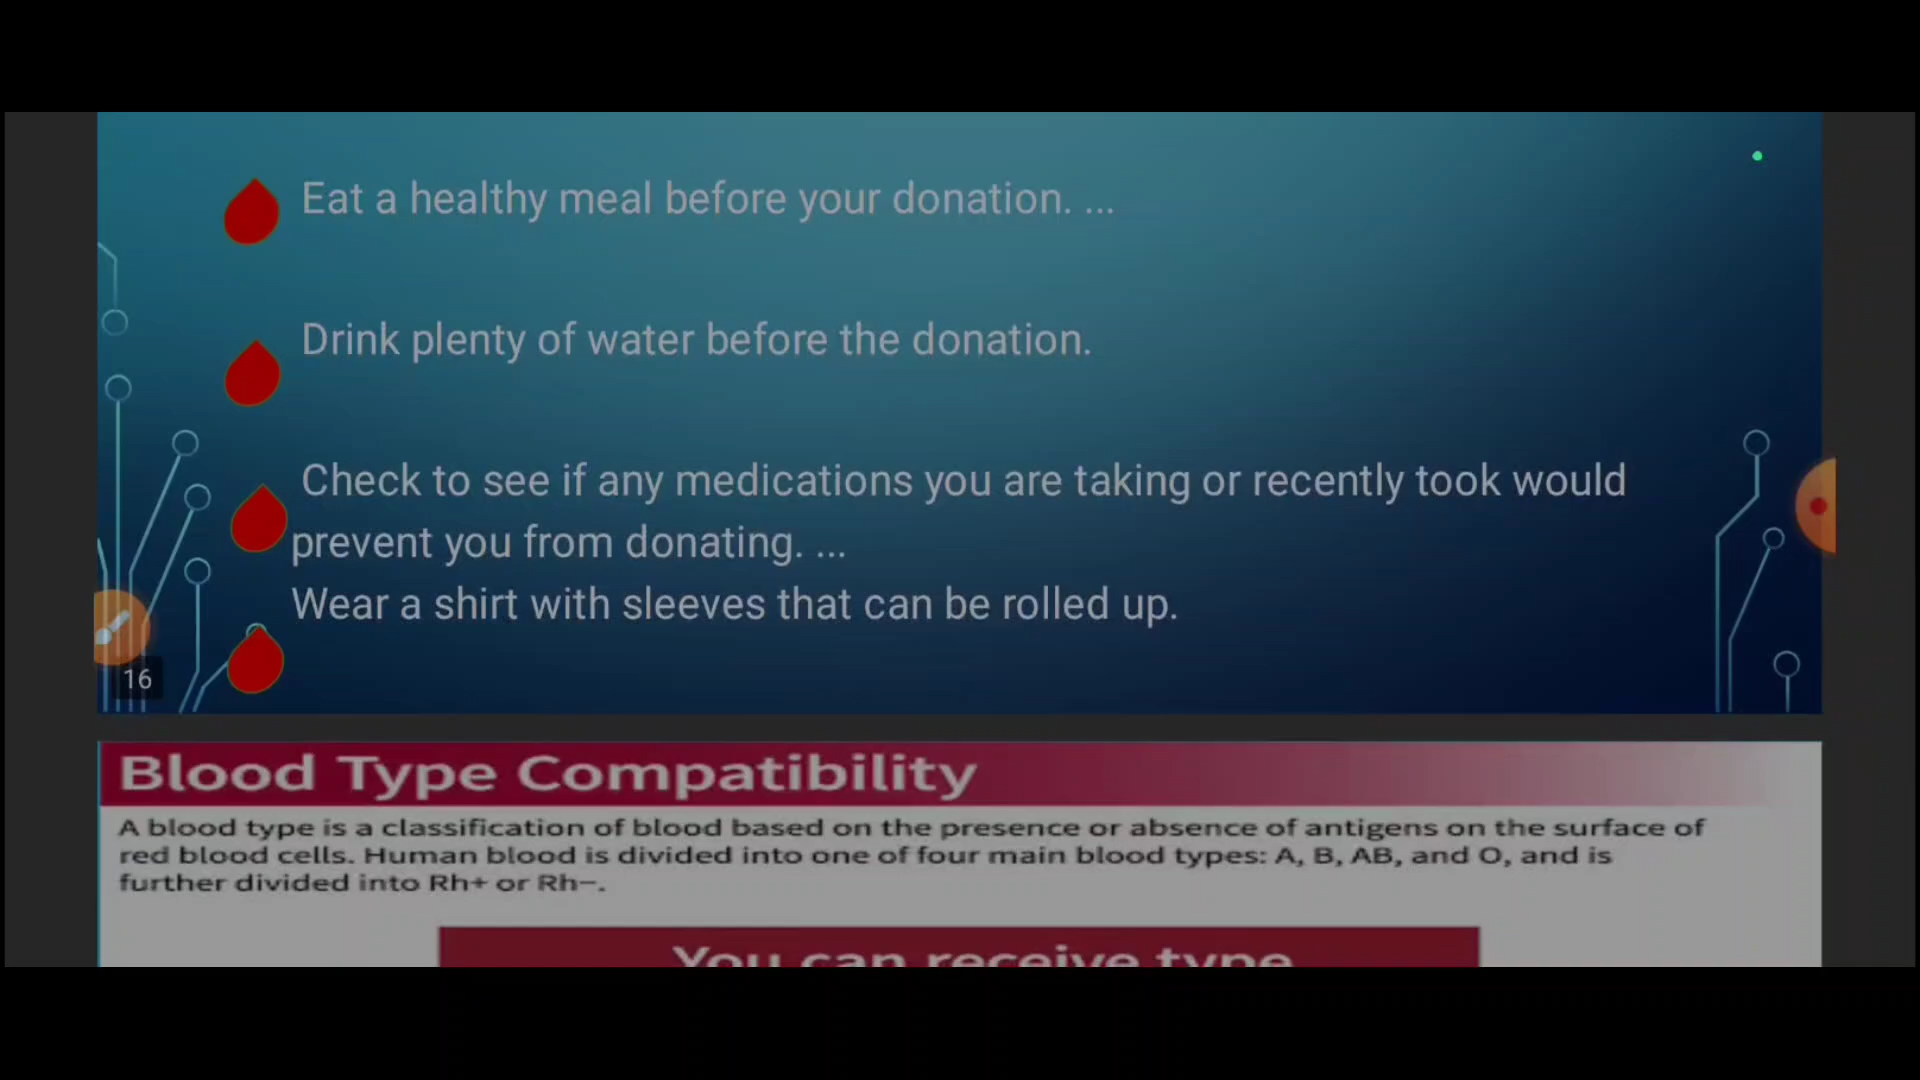 Eat a healthy meal before your donation. ...
Drink plenty of water before the donation.
Check to see if any medications you are taking or recently took would
prevent you from donating. ...
Wear a shirt with sleeves that can be rolled up.
16
Blood Type Compatibility
A blood type is a classification of blood based on the presence or absence of antigens on the surface of
red blood cells. Human blood is divided into one of four main blood types: A, B, AB, and O, and is
further divided into Rh+ or Rh−.
You can receive type